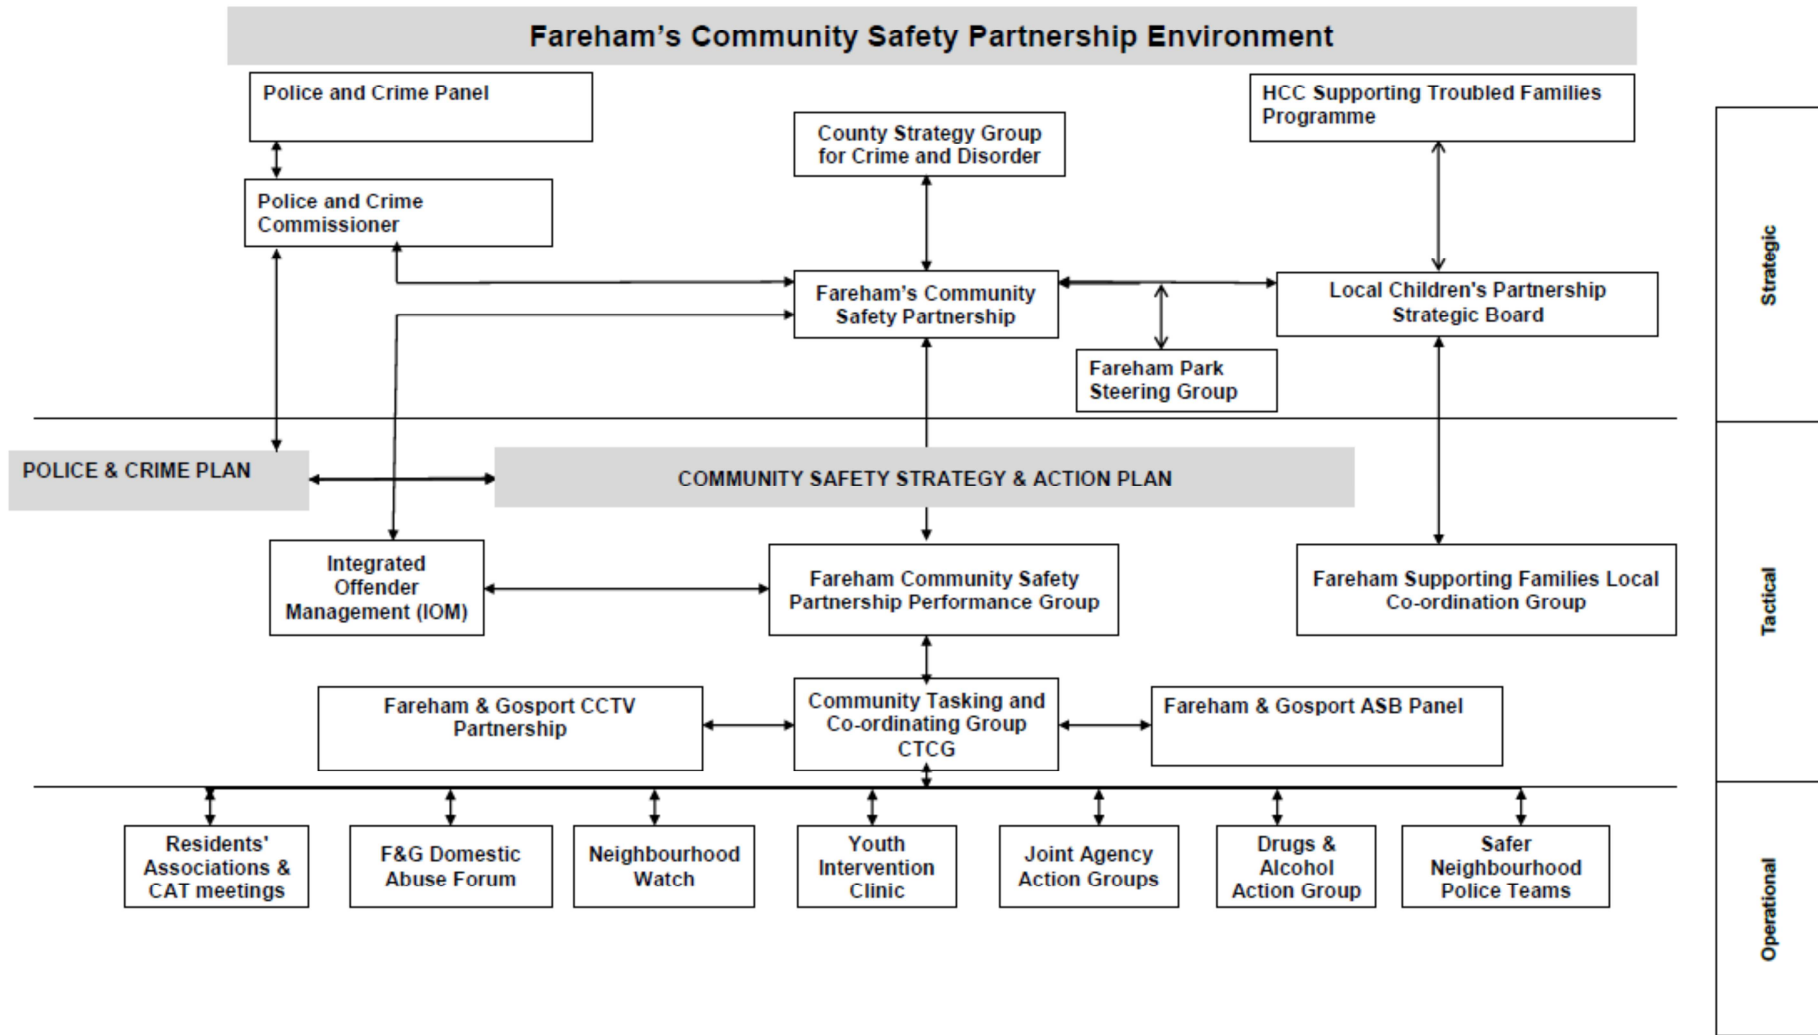 Fareham's Community Safety Partnership Environment
Police and Crime Panel
HCC Supporting Troubled Families
Programme
County Strategy Group
for Crime and Disorder
Police and Crime
Commissioner
Fareham's Community
Safety Partnership
Local Children's Partnership
Strategic Board
Fareham Park
Steering Group
Strategic
POLICE & CRIME PLAN
COMMUNITY SAFETY STRATEGY & ACTION PLAN
Integrated
Offender
Management (IOM)
Fareham Community Safety
Partnership Performance Group
Fareham Supporting Families Local
Co-ordination Group
Tactical
Fareham & Gosport CCTV
Partnership
Community Tasking and
Co-ordinating Group
CTCG
Fareham & Gosport ASB Panel
Residents'
Associations &
CAT meetings
F&G Domestic
Abuse Forum
Neighbourhood
Watch
Youth
Intervention
Clinic
Joint Agency
Action Groups
Drugs &
Alcohol
Action Group
Safer
Neighbourhood
Police Teams
Operational